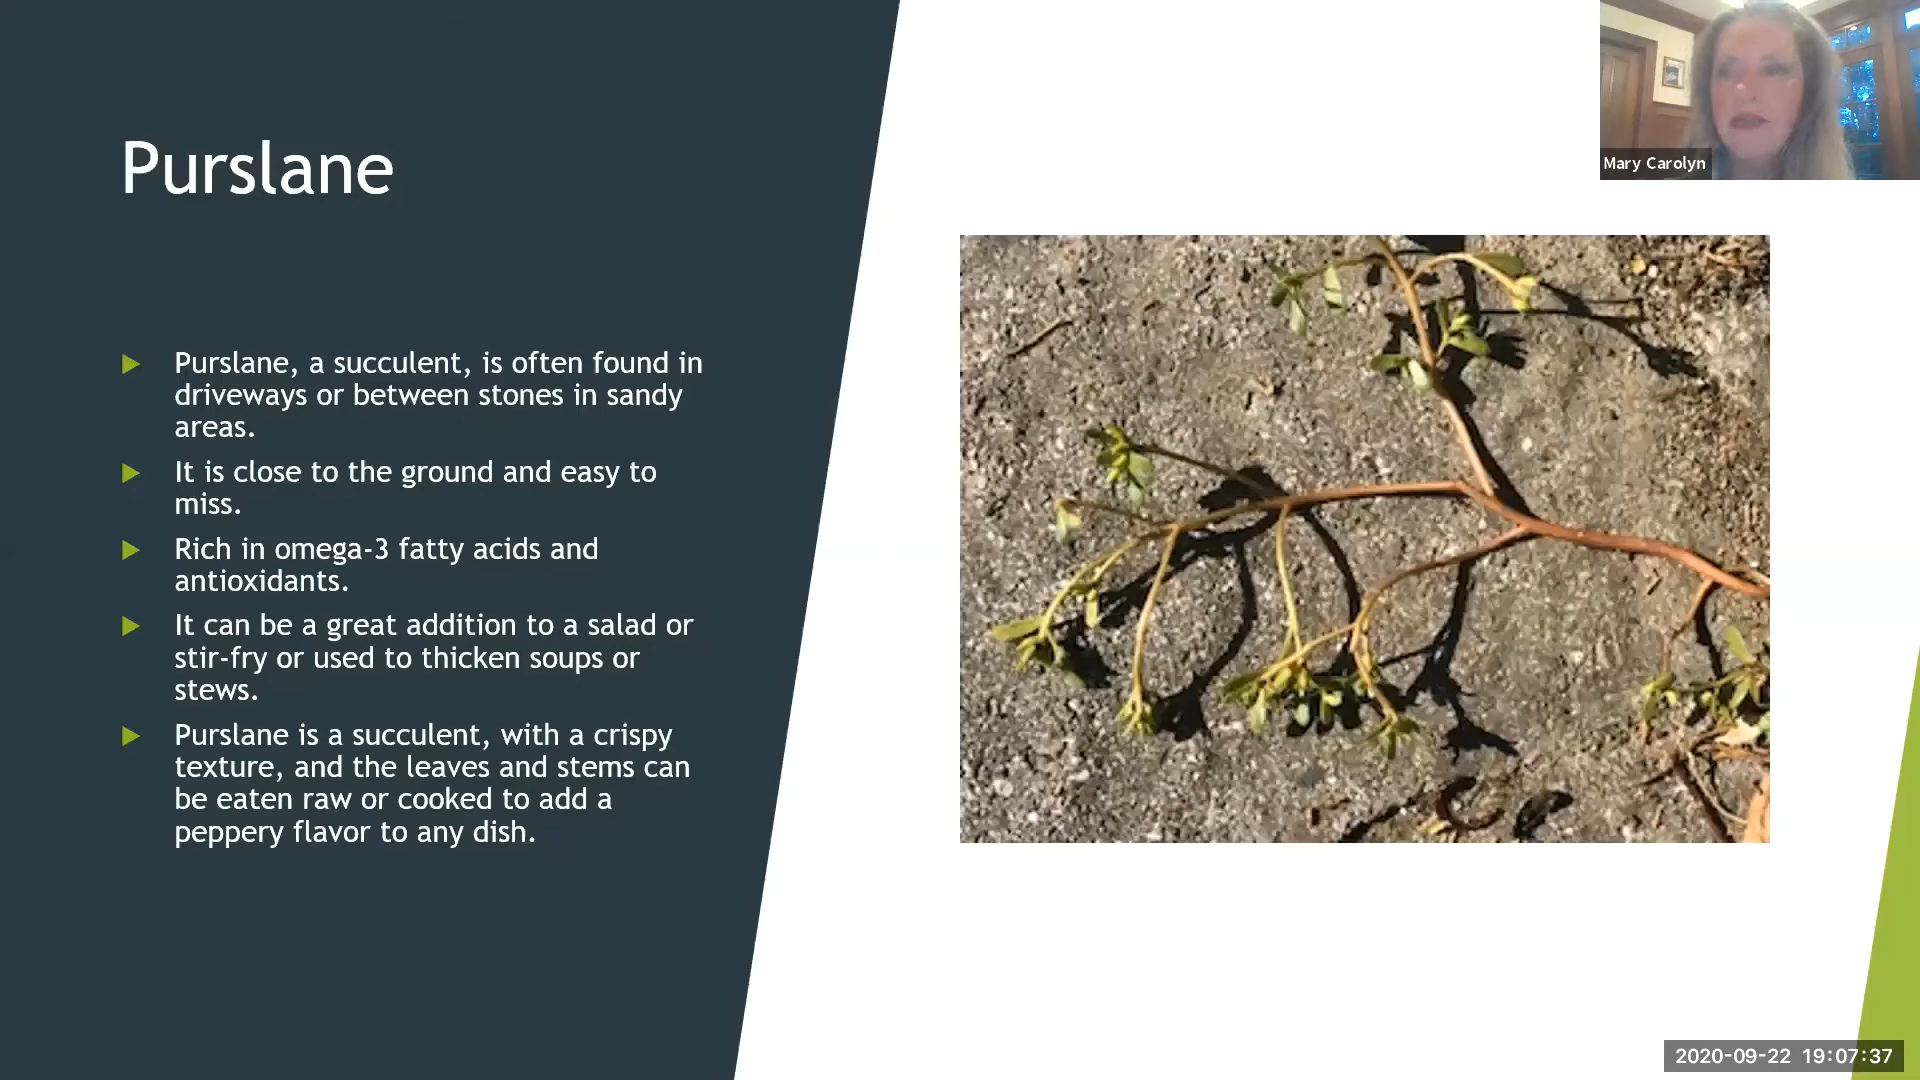 Purslane
Purslane, a succulent, is often found in
driveways or between stones in sandy
areas.
It is close to the ground and easy to
miss.
Rich in omega-3 fatty acids and
antioxidants.
It can be a great addition to a salad or
stir-fry or used to thicken soups or
stews.
Purslane is a succulent, with a crispy
texture, and the leaves and stems can
be eaten raw or cooked to add a
peppery flavor to any dish.
Mary Carolyn
2020-09-22 19:07:37